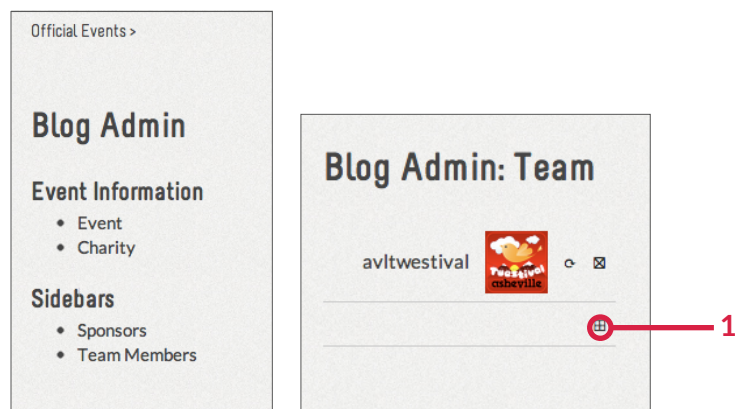 Official Events >
Blog Admin
Event Information
• Event
• Charity
Sidebars
• Sponsors
• Team Members
Blog Admin: Team
avltwestival
Twestival
asheville
1